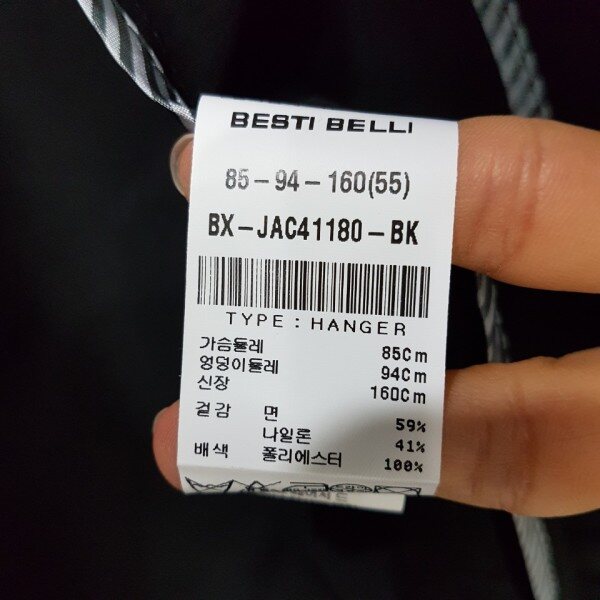 BESTI BELLI
85-94-160(55)
BX-JAC41180-BK
TYPE : HANGER
가슴둘레 85Cm
엉덩이둘레 94Cm
신장 160Cm
겉감 면 59%
나일론 41%
배색 폴리에스터 100%